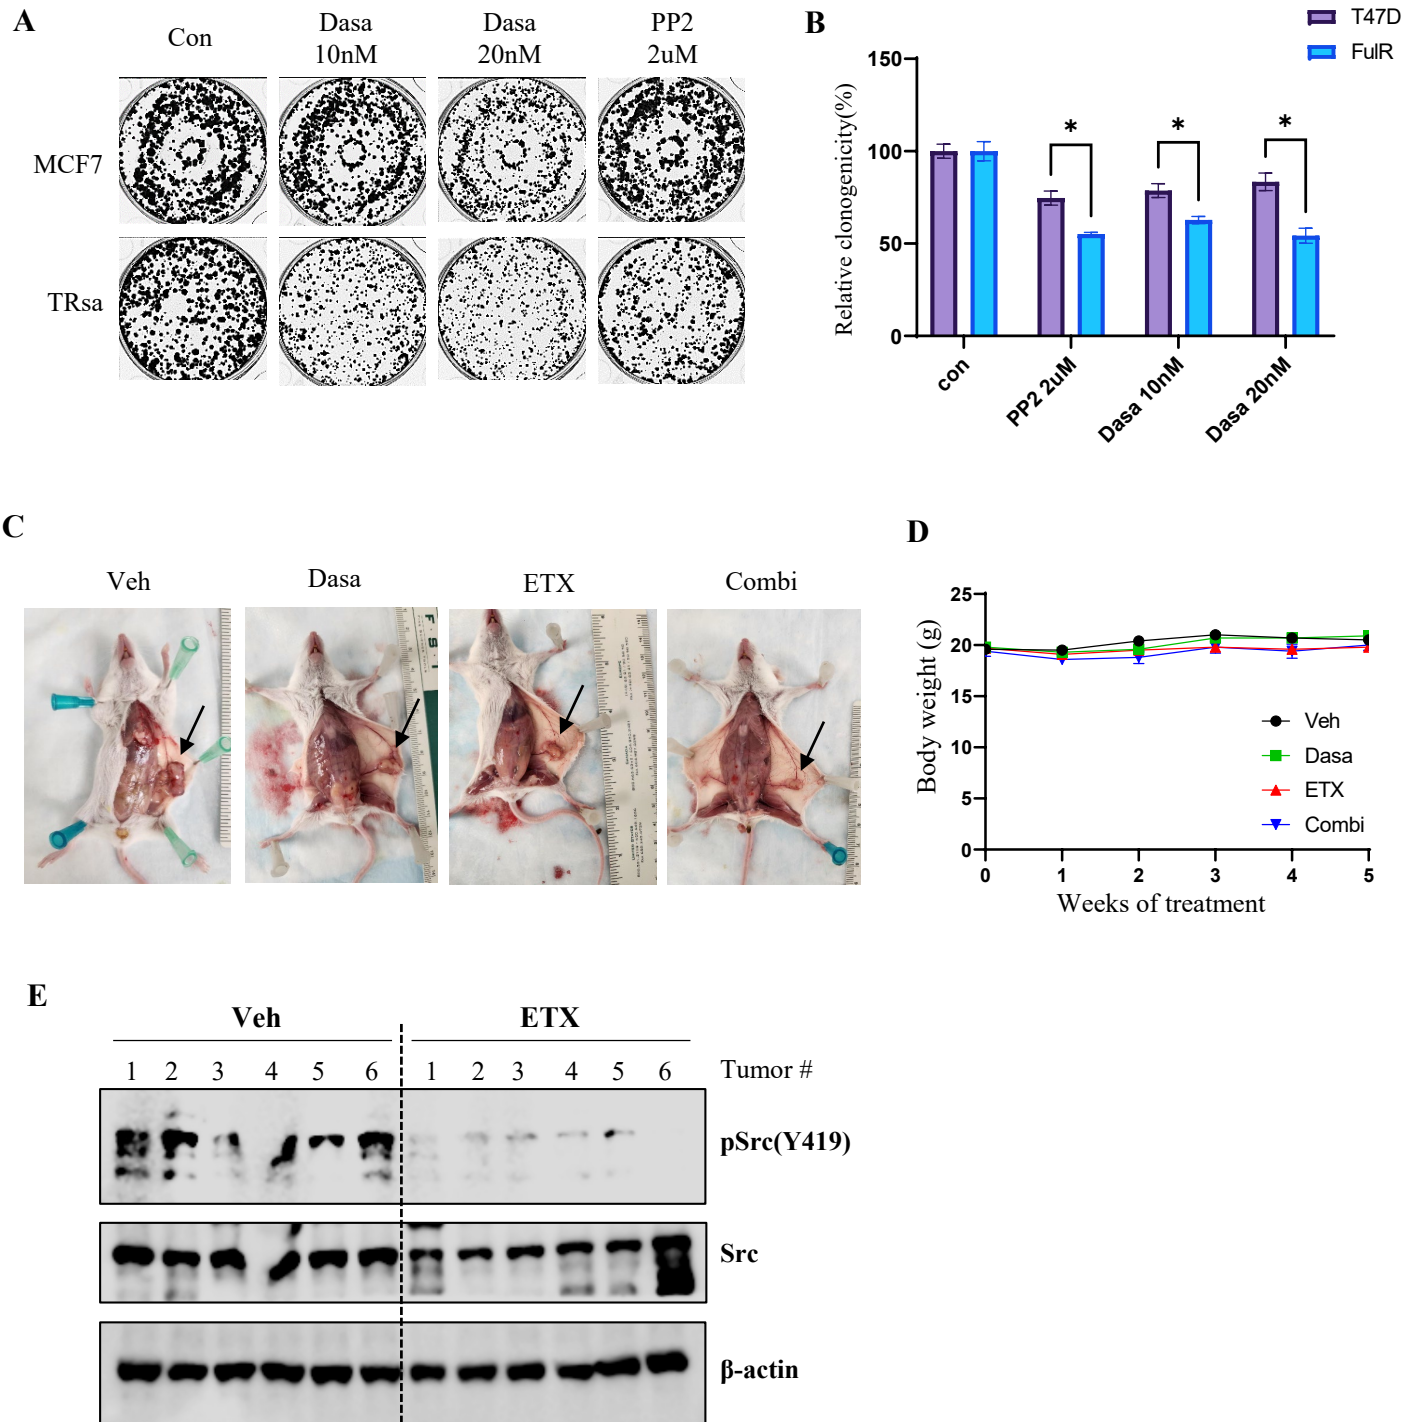 A
Con
Dasa
10nM
Dasa
20nM
PP2
2uM
MCF7
TRsa
B
T47D
FulR
Relative clonogenicity(%)
150
100
50
0
*
*
*
con
PP2 2uM
Dasa 10nM
Dasa 20nM
C
Veh
Dasa
ETX
Combi
D
Body weight (g)
25
20
15
10
5
0
Veh
Dasa
ETX
Combi
0 1 2 3 4 5
Weeks of treatment
E
Veh ETX
1 2 3 4 5 6 1 2 3 4 5 6 Tumor #
pSrc(Y419)
Src
β-actin